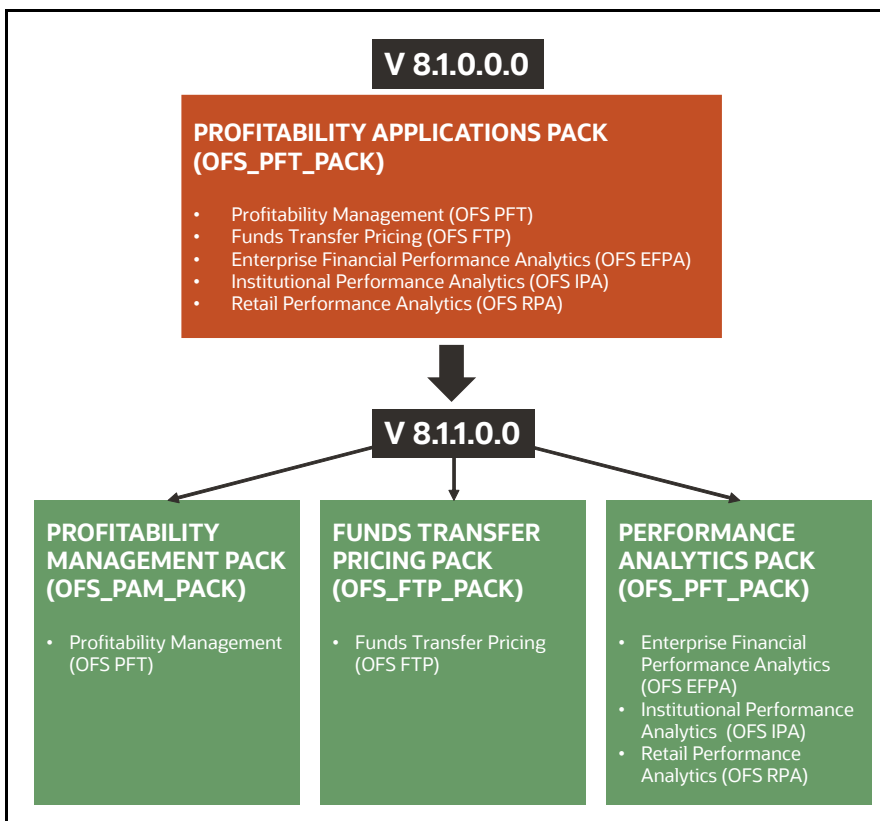 V 8.1.0.0.0
PROFITABILITY APPLICATIONS PACK
(OFS_PFT_PACK)
• Profitability Management (OFS PFT)
• Funds Transfer Pricing (OFS FTP)
• Enterprise Financial Performance Analytics (OFS EFPA)
• Institutional Performance Analytics (OFS IPA)
• Retail Performance Analytics (OFS RPA)
V 8.1.1.0.0
PROFITABILITY
MANAGEMENT PACK
(OFS_PAM_PACK)
• Profitability Management
(OFS PFT)
FUNDS TRANSFER
PRICING PACK
(OFS_FTP_PACK)
• Funds Transfer Pricing
(OFS FTP)
PERFORMANCE
ANALYTICS PACK
(OFS_PFT_PACK)
• Enterprise Financial
Performance Analytics
(OFS EFPA)
• Institutional Performance
Analytics (OFS IPA)
• Retail Performance
Analytics (OFS RPA)